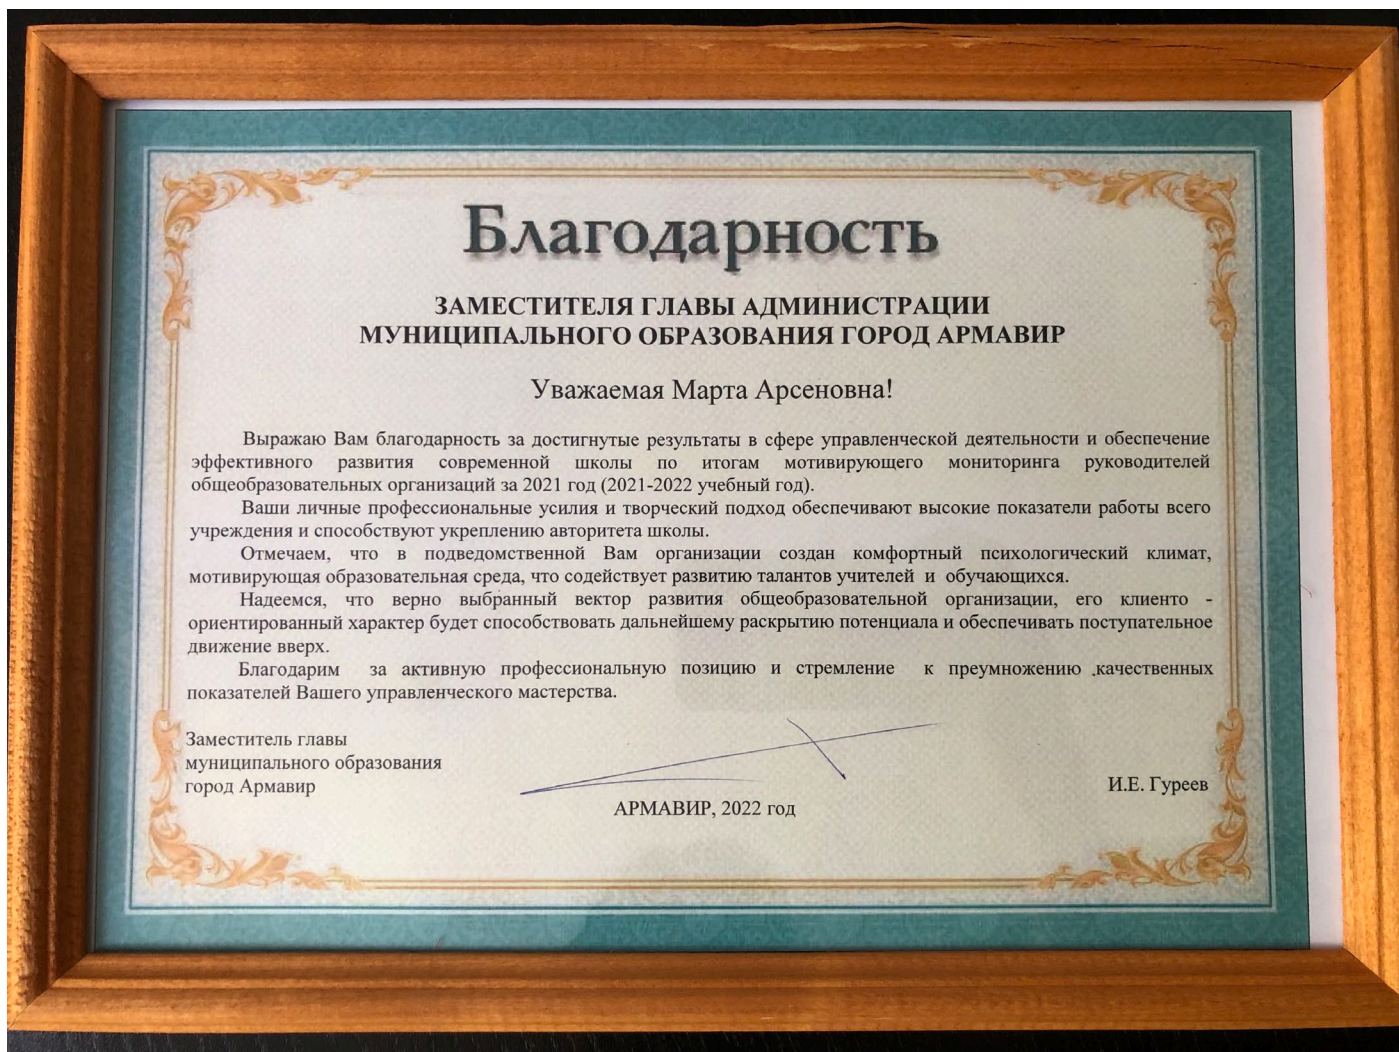 Благодарность
ЗАМЕСТИТЕЛЯ ГЛАВЫ АДМИНИСТРАЦИИ
МУНИЦИПАЛЬНОГО ОБРАЗОВАНИЯ ГОРОД АРМАВИР
Уважаемая Марта Арсеновна!
Выражаю Вам благодарность за достигнутые результаты в сфере управленческой деятельности и обеспечение
эффективного развития современной школы по итогам мотивирующего мониторинга руководителей
общеобразовательных организаций за 2021 год (2021-2022 учебный год).
Ваши личные профессиональные усилия и творческий подход обеспечивают высокие показатели работы всего
учреждения и способствуют укреплению авторитета школы.
Отмечаем, что в подведомственной Вам организации создан комфортный психологический климат,
мотивирующая образовательная среда, что содействует развитию талантов учителей и обучающихся.
Надеемся, что верно выбранный вектор развития общеобразовательной организации, его клиенто -
ориентированный характер будет способствовать дальнейшему раскрытию потенциала и обеспечивать поступательное
движение вверх.
Благодарим за активную профессиональную позицию и стремление к преумножению качественных
показателей Вашего управленческого мастерства.
Заместитель главы
муниципального образования
город Армавир
И.Е. Гуреев
АРМАВИР, 2022 год